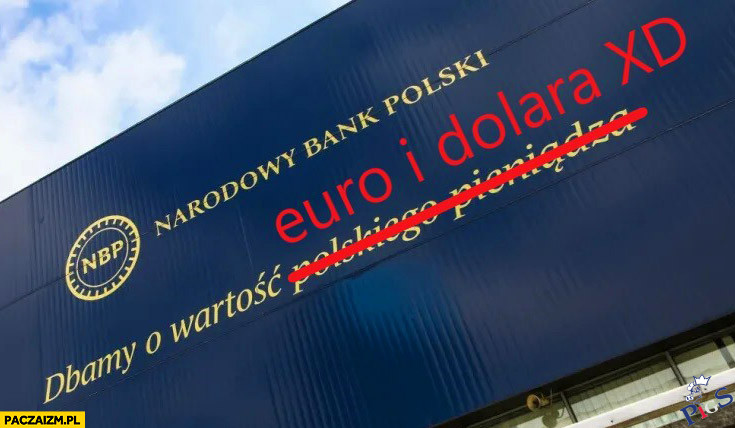 NARODOWY BANK POLSKI
NBP
euro i dolara XD
Dbamy o wartość polskiego pieniądza
PACZAIZM.PL
PiS